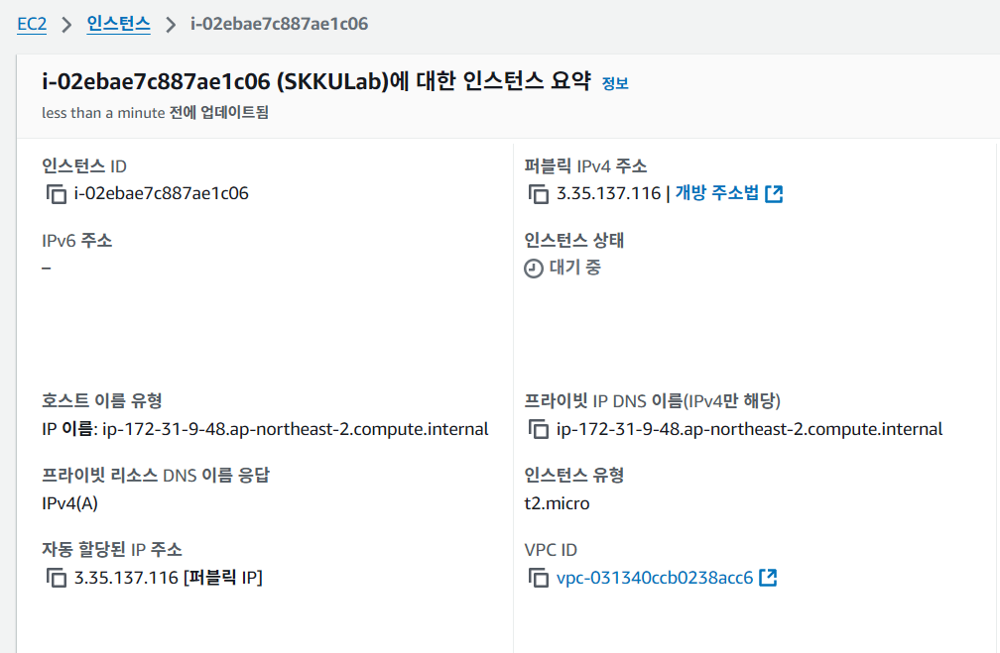 EC2 > 인스턴스 > i-02ebae7c887ae1c06
i-02ebae7c887ae1c06 (SKKULab)에 대한 인스턴스 요약 정보
less than a minute 전에 업데이트됨
인스턴스 ID
i-02ebae7c887ae1c06
퍼블릭 IPv4 주소
3.35.137.116 | 개방 주소법
IPv6 주소
–
인스턴스 상태
대기 중
호스트 이름 유형
IP 이름: ip-172-31-9-48.ap-northeast-2.compute.internal
프라이빗 IP DNS 이름(IPv4만 해당)
ip-172-31-9-48.ap-northeast-2.compute.internal
프라이빗 리소스 DNS 이름 응답
IPv4(A)
인스턴스 유형
t2.micro
자동 할당된 IP 주소
3.35.137.116 [퍼블릭 IP]
VPC ID
vpc-031340ccb0238acc6